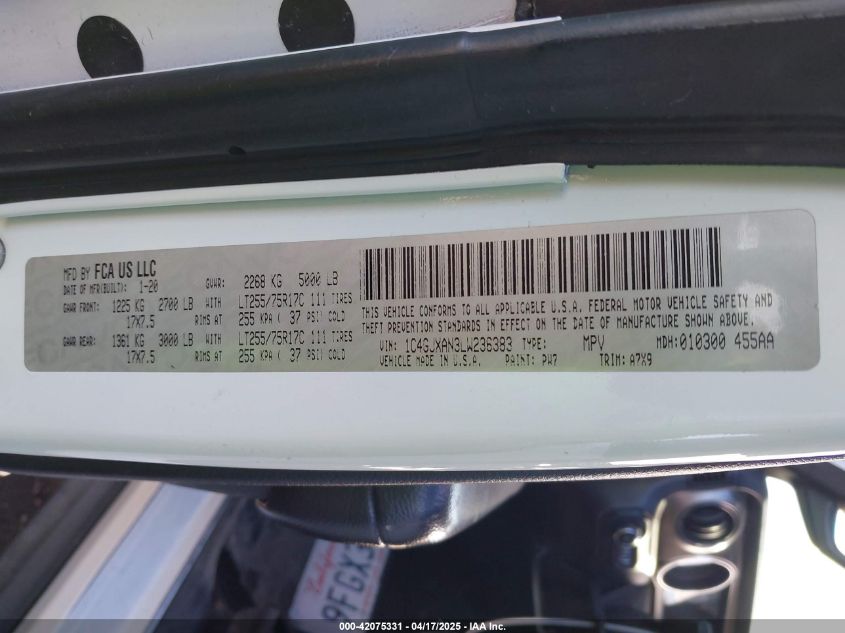 MFD BY FCA US LLC
DATE OF MFR(BUILT): 1-20 GVWR: 2268 KG 5000 LB
GAWR FRONT: 1225 KG 2700 LB WITH LT255/75R17C 111 TIRES
17X7.5 RIMS AT 255 KPA ( 37 PSI) COLD
GAWR REAR: 1361 KG 3000 LB WITH LT255/75R17C 111 TIRES
17X7.5 RIMS AT 255 KPA ( 37 PSI) COLD
THIS VEHICLE CONFORMS TO ALL APPLICABLE U.S.A. FEDERAL MOTOR VEHICLE SAFETY AND
THEFT PREVENTION STANDARDS IN EFFECT ON THE DATE OF MANUFACTURE SHOWN ABOVE.
VIN: 1C4GJXAN3LW236383 TYPE: MPV MDH: 010300 455AA
VEHICLE MADE IN U.S.A. PAINT: PW7 TRIM: A7X9
California
9FGX
000-42075331 - 04/17/2025 - IAA Inc.